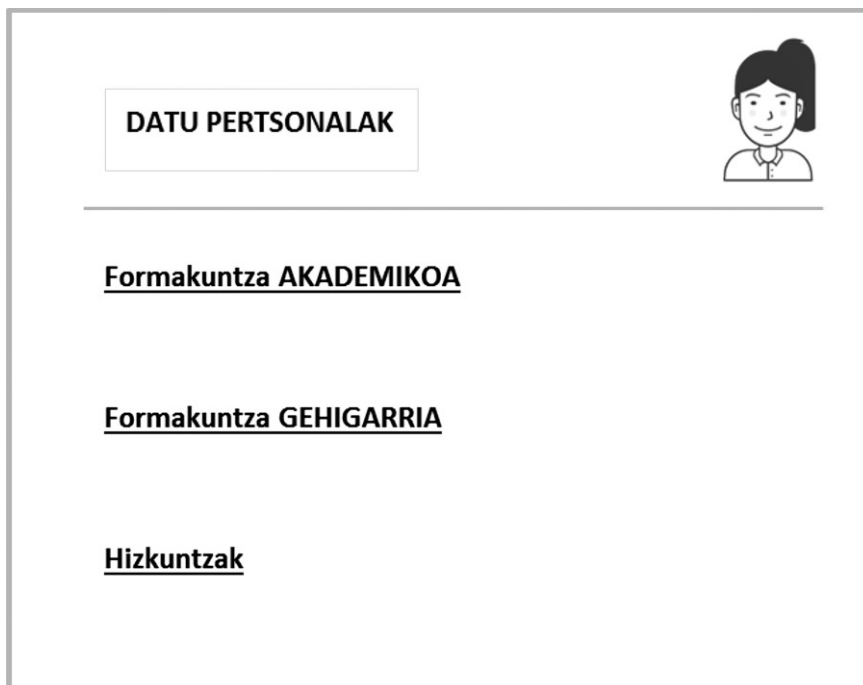 DATU PERTSONALAK
Formakuntza AKADEMIKOA
Formakuntza GEHIGARRIA
Hizkuntzak